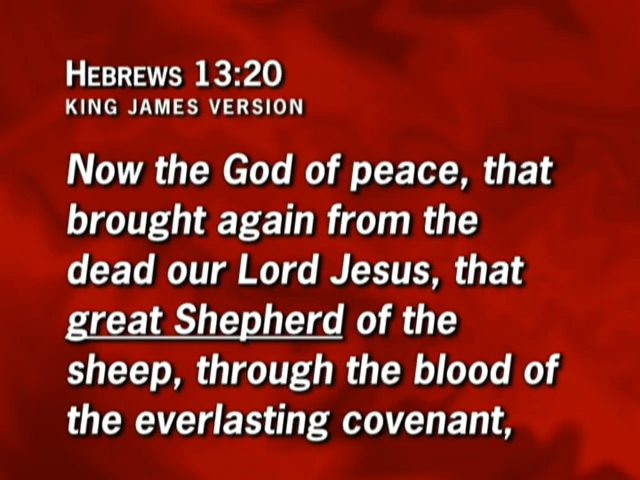 HEBREWS 13:20
KING JAMES VERSION
Now the God of peace, that
brought again from the
dead our Lord Jesus, that
great Shepherd of the
sheep, through the blood of
the everlasting covenant,